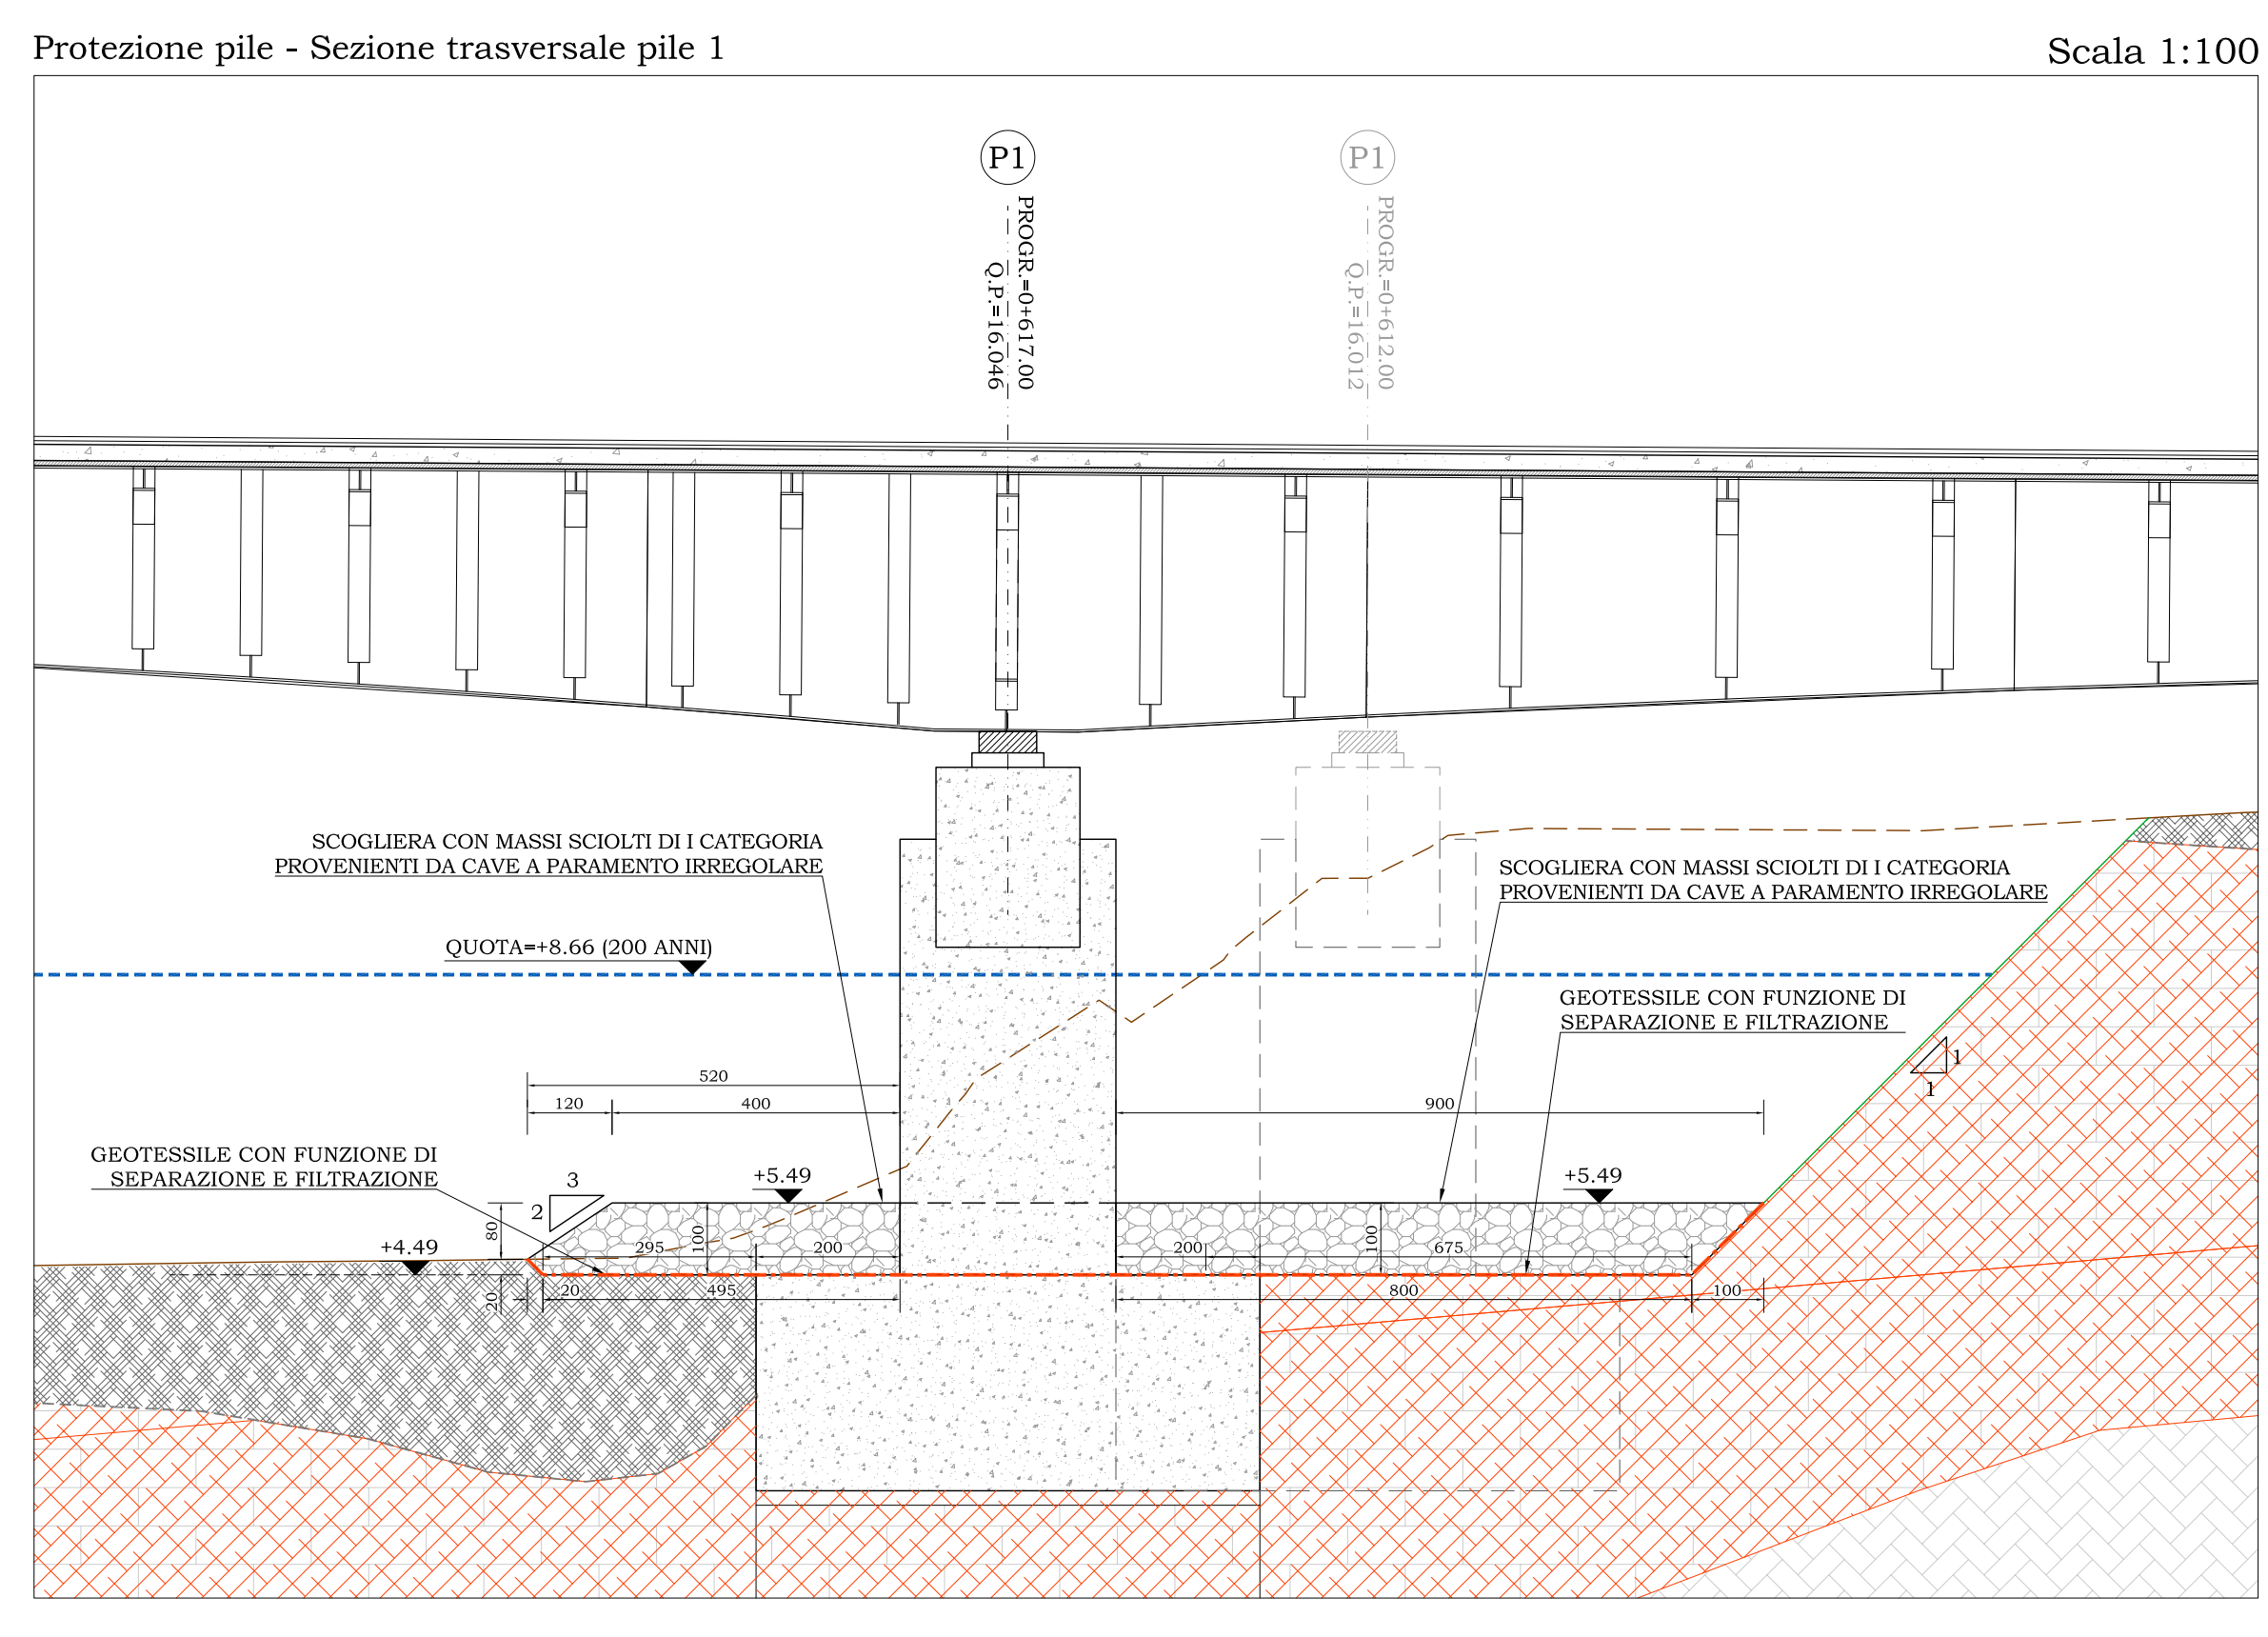 Protezione pile - Sezione trasversale pile 1
Scala 1:100
P1
PROGR.=0+617.00
Q.P.=16.046
P1
PROGR.=0+612.00
Q.P.=16.012
SCOGLIERA CON MASSI SCIOLTI DI I CATEGORIA
PROVENIENTI DA CAVE A PARAMENTO IRREGOLARE
SCOGLIERA CON MASSI SCIOLTI DI I CATEGORIA
PROVENIENTI DA CAVE A PARAMENTO IRREGOLARE
QUOTA=+8.66 (200 ANNI)
GEOTESSILE CON FUNZIONE DI
SEPARAZIONE E FILTRAZIONE
1
1
520
120
400
900
GEOTESSILE CON FUNZIONE DI
SEPARAZIONE E FILTRAZIONE
3
2
+5.49
+5.49
80
100
100
+4.49
295
200
200
675
20
20
495
800
100